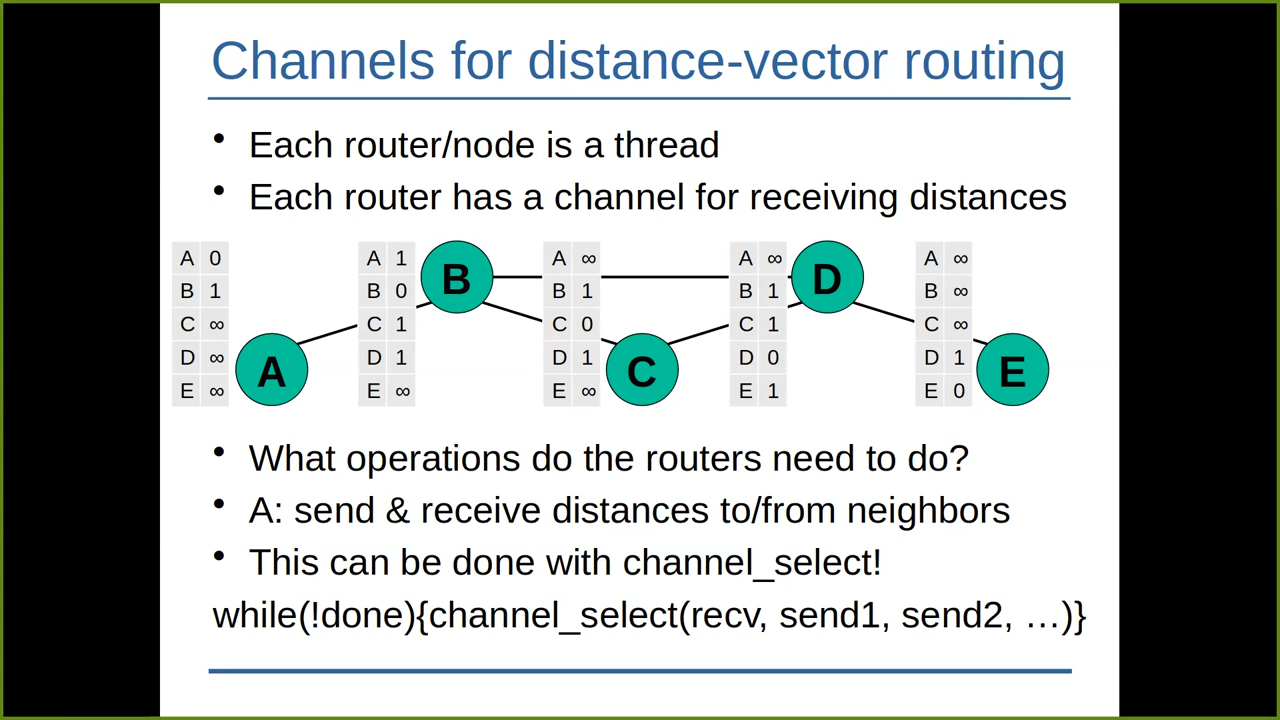 Channels for distance-vector routing
• Each router/node is a thread
• Each router has a channel for receiving distances
A 0
B 1
C ∞
D ∞
E ∞
A
A 1
B 0
C 1
D 1
E ∞
B
A ∞
B 1
C 0
D 1
E ∞
C
A ∞
B 1
C 1
D 0
E 1
D
A ∞
B ∞
C ∞
D 1
E 0
E
• What operations do the routers need to do?
• A: send & receive distances to/from neighbors
• This can be done with channel_select!
while(!done){channel_select(recv, send1, send2, …)}